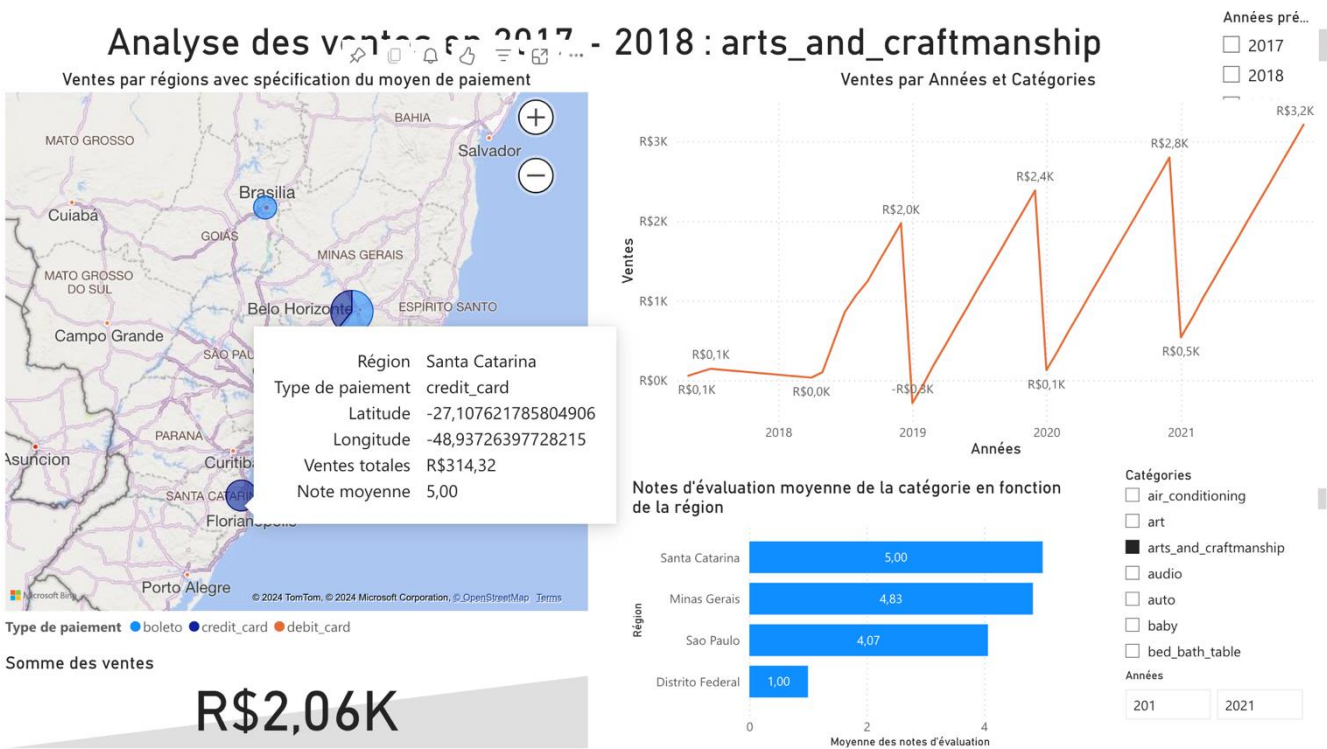 Analyse des ventes en 2017 - 2018 : arts_and_craftmanship
Ventes par régions avec spécification du moyen de paiement
MATO GROSSO
BAHIA
Salvador
Brasilia
Cuiabá
GOIÁS
MINAS GERAIS
MATO GROSSO
DO SUL
Belo Horizonte
ESPÍRITO SANTO
Campo Grande
SÃO PAU
Région Santa Catarina
Type de paiement credit_card
Latitude -27,107621785804906
Longitude -48,93726397728215
Ventes totales R$314,32
Note moyenne 5,00
PARANÁ
Asuncion
Curitib
SANTA CATARIN
Florianópolis
Porto Alegre
Microsoft Bing
© 2024 TomTom, © 2024 Microsoft Corporation, © OpenStreetMap Terms
Type de paiement boleto credit_card debit_card
Somme des ventes
R$2,06K
Années pré...
2017
2018
Ventes par Années et Catégories
Ventes
R$3K
R$2K
R$1K
R$0K
R$0,1K
R$0,1K
R$0,0K
R$2,0K
-R$0,3K
R$2,4K
R$0,1K
R$2,8K
R$0,5K
R$3,2K
2018 2019 2020 2021
Années
Notes d'évaluation moyenne de la catégorie en fonction
de la région
Région
Santa Catarina 5,00
Minas Gerais 4,83
Sao Paulo 4,07
Distrito Federal 1,00
0 2 4
Moyenne des notes d'évaluation
Catégories
air_conditioning
art
arts_and_craftmanship
audio
auto
baby
bed_bath_table
Années
201 2021